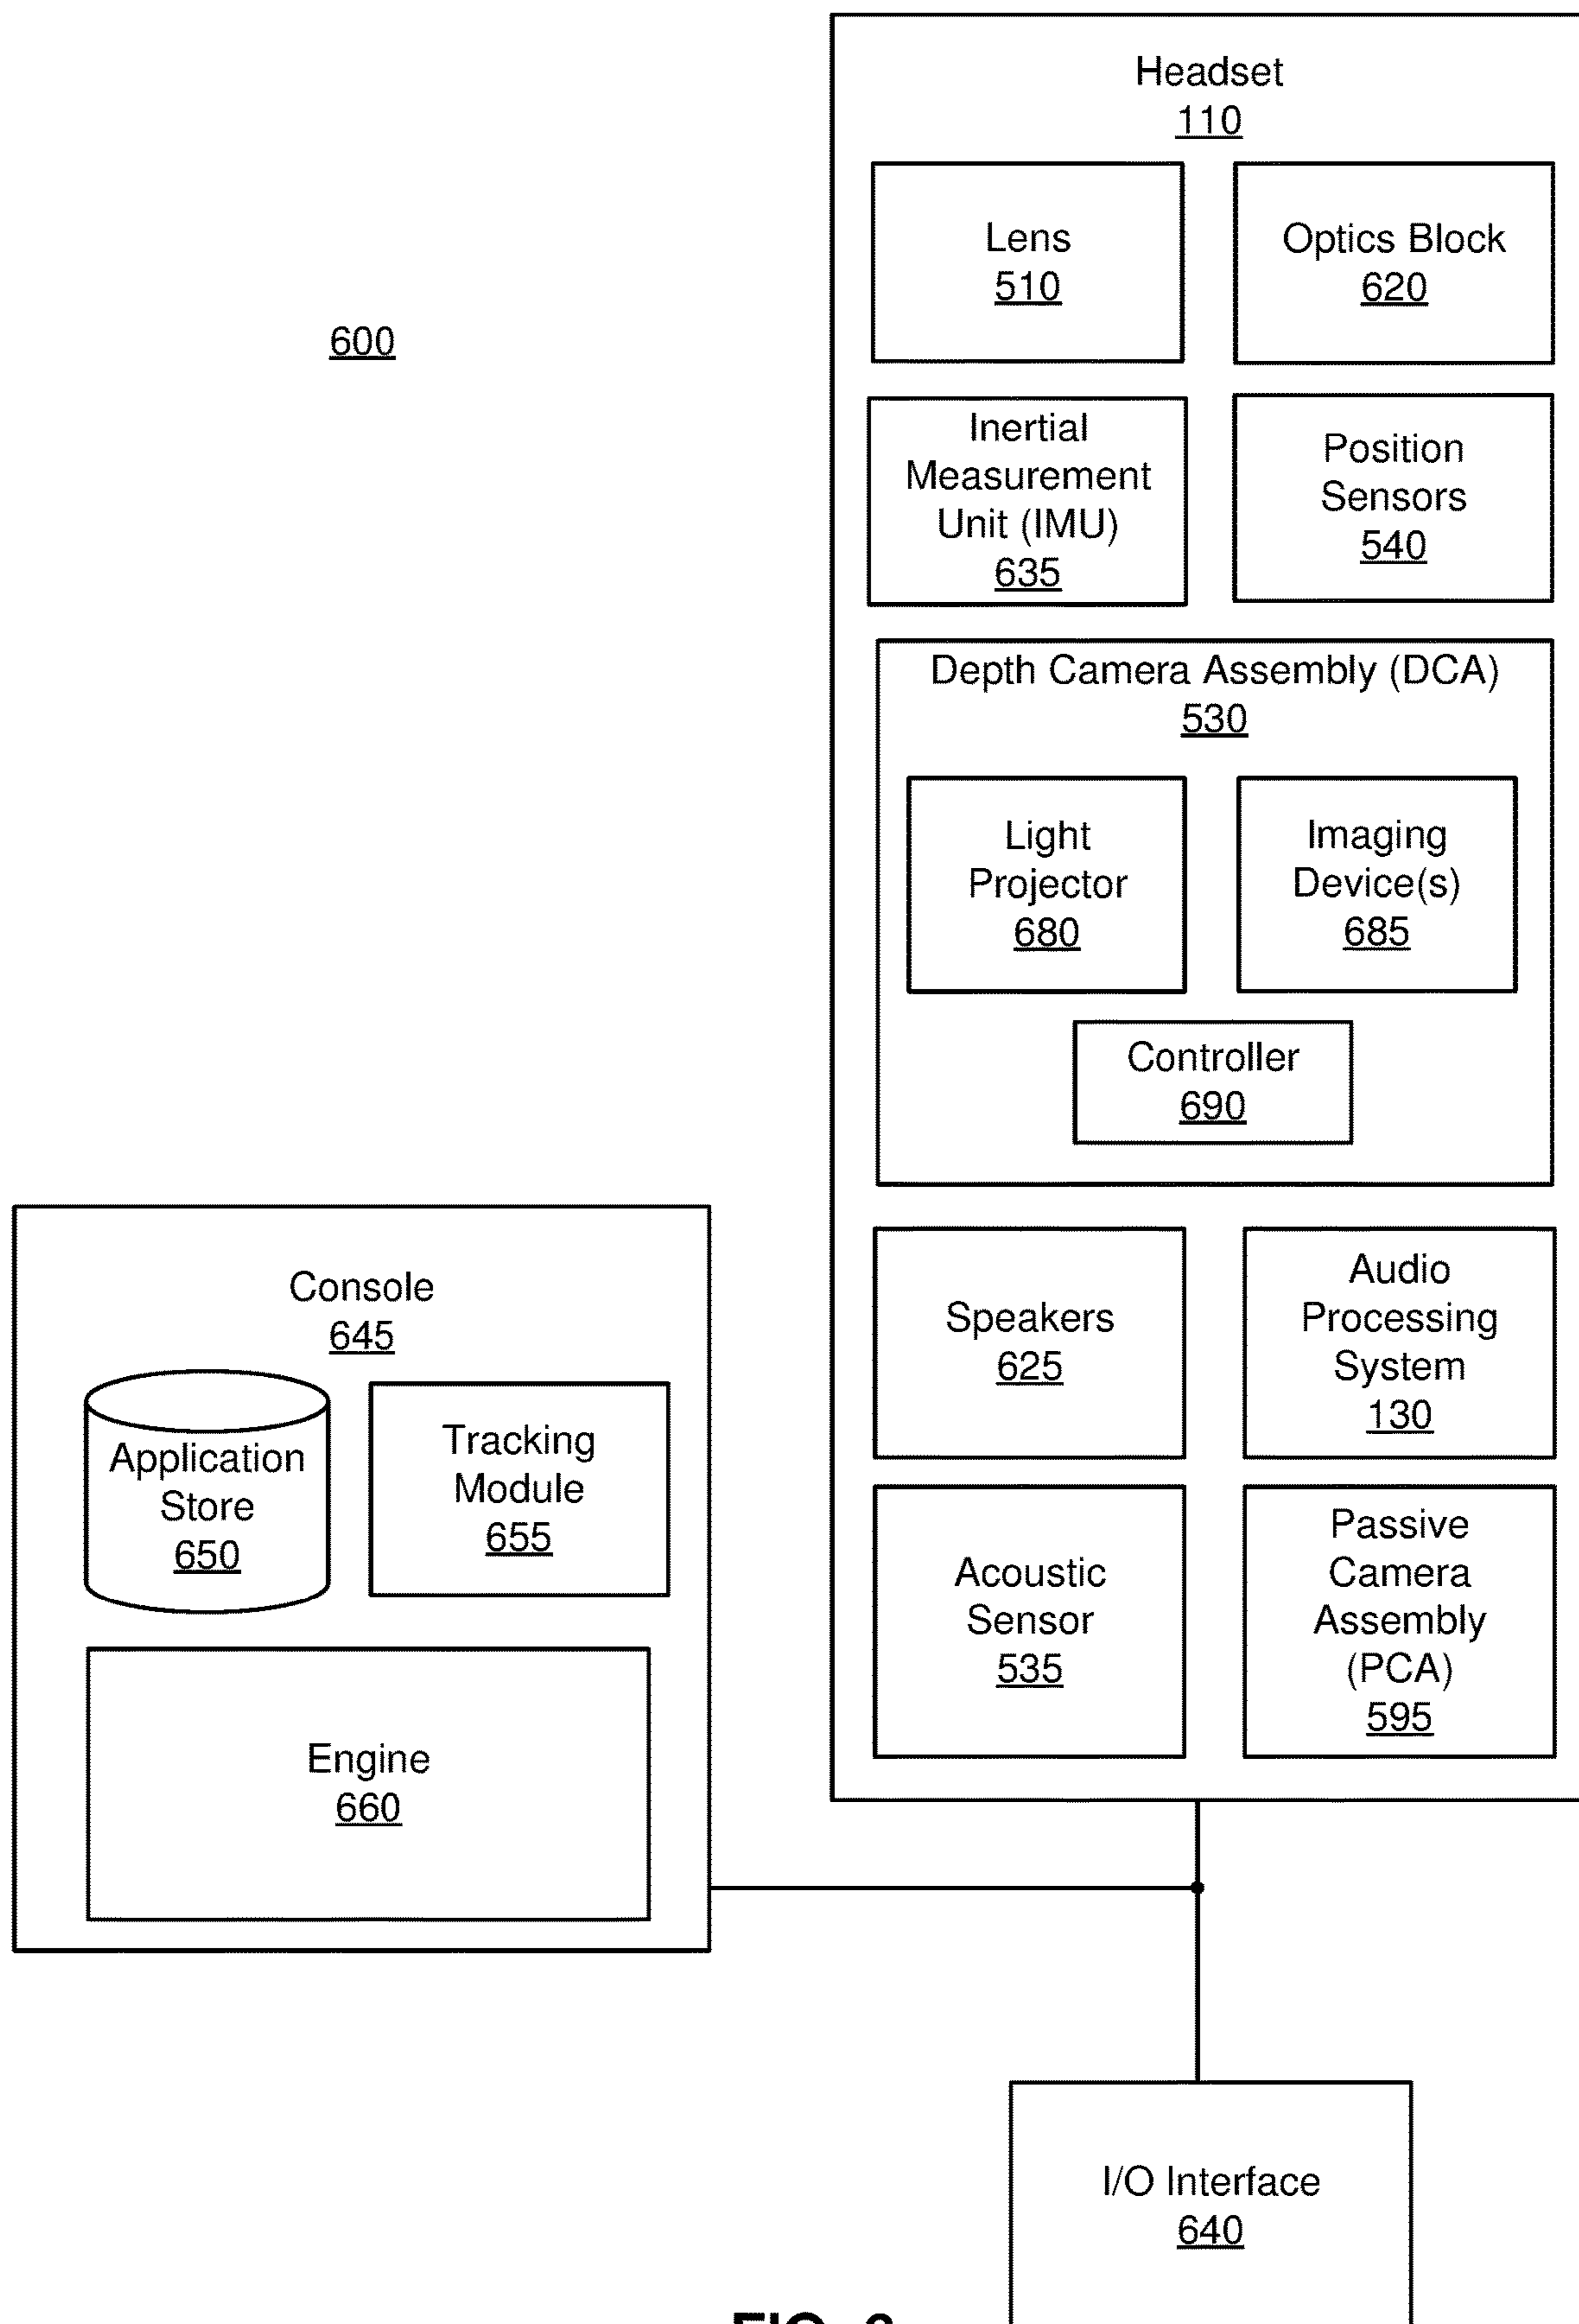 Headset
110
Lens
510
Optics Block
620
600
Inertial
Measurement
Unit (IMU)
635
Position
Sensors
540
Depth Camera Assembly (DCA)
530
Light
Projector
680
Imaging
Device(s)
685
Controller
690
Console
645
Application
Store
650
Tracking
Module
655
Engine
660
Speakers
625
Audio
Processing
System
130
Acoustic
Sensor
535
Passive
Camera
Assembly
(PCA)
595
I/O Interface
640
FIG.